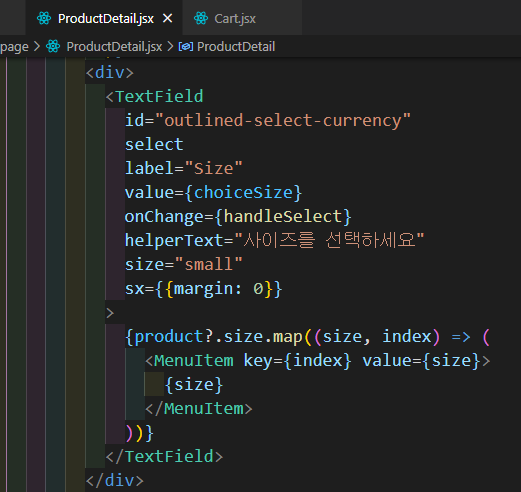 ProductDetail.jsx Cart.jsx
page > ProductDetail.jsx > ProductDetail
<div>
<TextField
id="outlined-select-currency"
select
label="Size"
value={choiceSize}
onChange={handleSelect}
helperText="사이즈를 선택하세요"
size="small"
sx={{margin: 0}}
>
{product?.size.map((size, index) => (
<MenuItem key={index} value={size}>
{size}
</MenuItem>
))}
</TextField>
</div>